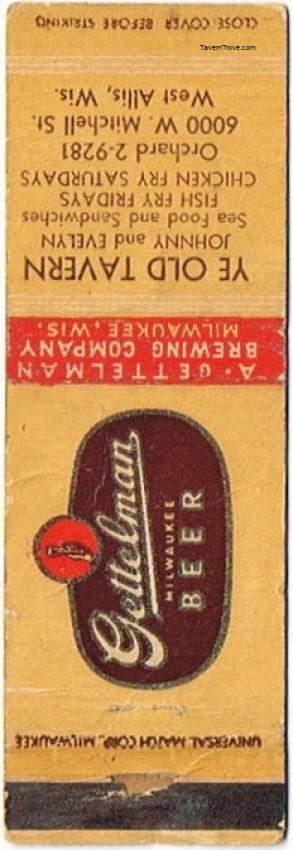 TavernTrove.com
CLOSE COVER BEFORE STRIKING
YE OLD TAVERN
JOHNNY and EVELYN
Sea Food and Sandwiches
FISH FRY FRIDAYS
CHICKEN FRY SATURDAYS
Orchard 2-9281
6000 W. Mitchell St.
West Allis, Wis.
A·GETTELMAN
BREWING COMPANY
MILWAUKEE, WIS.
Gettelman
MILWAUKEE
BEER
UNIVERSAL MATCH CORP., MILWAUKEE